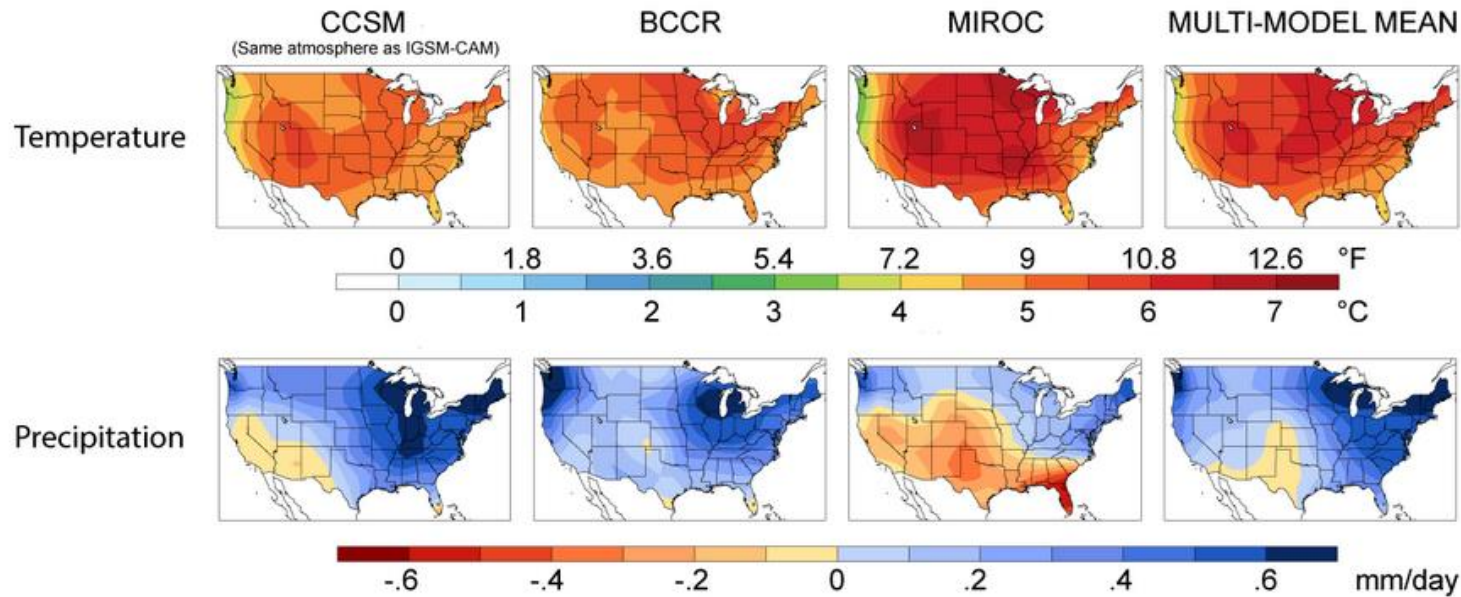 CCSM BCCR MIROC MULTI-MODEL MEAN
(Same atmosphere as IGSM-CAM)
Temperature
0 1.8 3.6 5.4 7.2 9 10.8 12.6 °F
0 1 2 3 4 5 6 7 °C
Precipitation
-.6 -.4 -.2 0 .2 .4 .6 mm/day